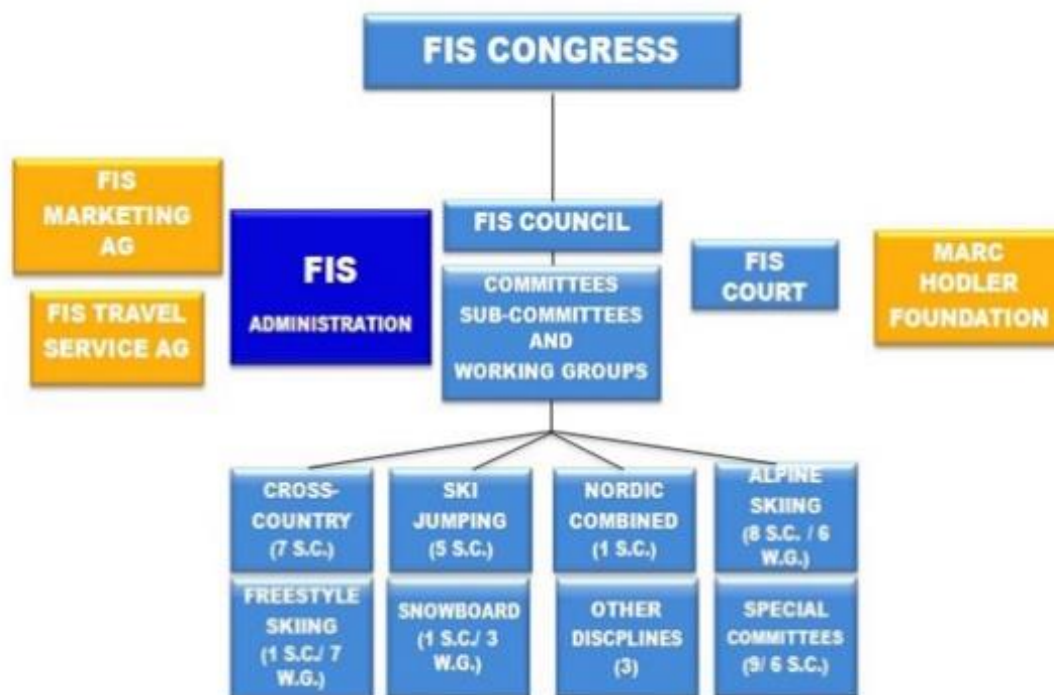 FIS CONGRESS
FIS
MARKETING
AG
FIS TRAVEL
SERVICE AG
FIS
ADMINISTRATION
FIS COUNCIL
COMMITTEES
SUB-COMMITTEES
AND
WORKING GROUPS
FIS
COURT
MARC
HODLER
FOUNDATION
CROSS-
COUNTRY
(7 S.C.)
SKI
JUMPING
(5 S.C.)
NORDIC
COMBINED
(1 S.C.)
ALPINE
SKIING
(8 S.C. / 6
W.G.)
FREESTYLE
SKIING
(1 S.C./ 7
W.G.)
SNOWBOARD
(1 S.C./ 3
W.G.)
OTHER
DISCPLINES
(3)
SPECIAL
COMMITTEES
(9/ 6 S.C.)